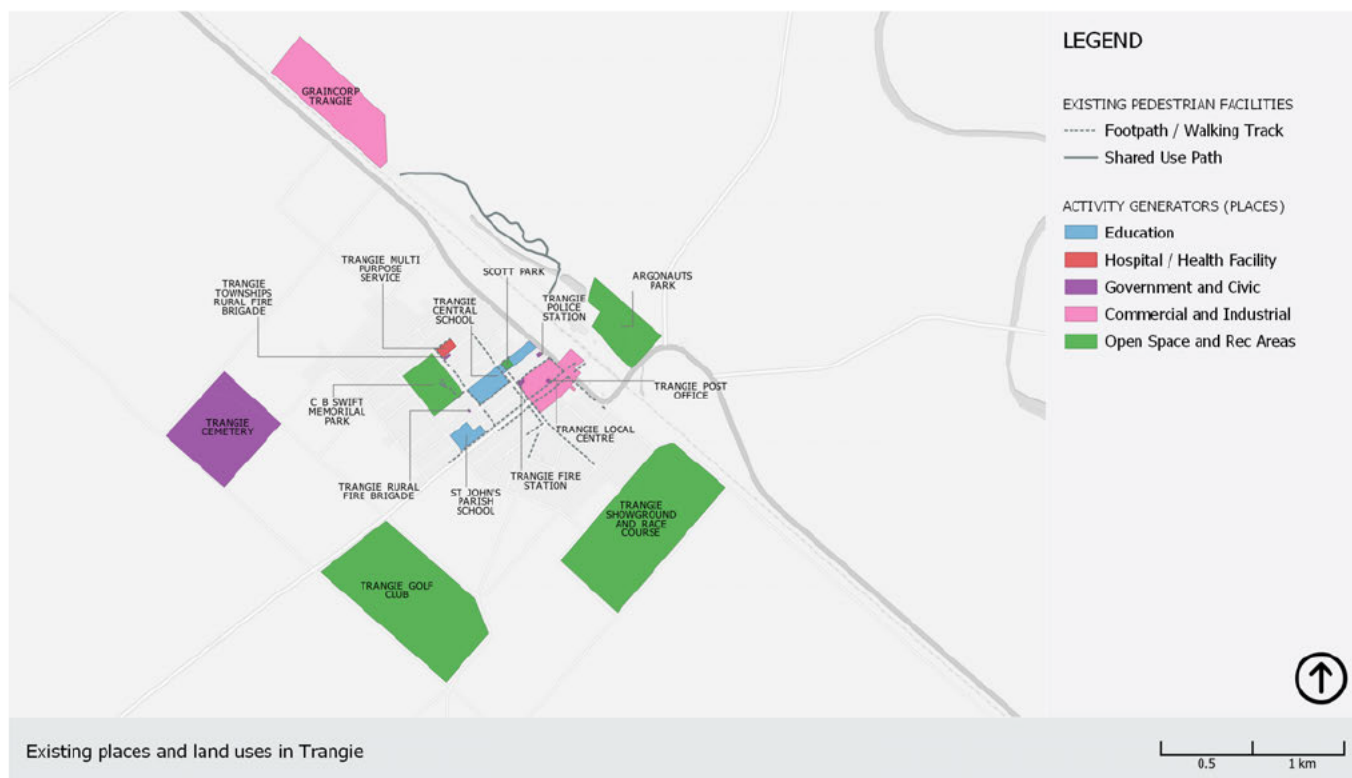 GRAINCORP
TRANGIE
TRANGIE MULTI
PURPOSE
SERVICE
SCOTT PARK
ARGONAUTS
PARK
TRANGIE
TOWNSHIPS
RURAL FIRE
BRIGADE
TRANGIE
CENTRAL
SCHOOL
TRANGIE
POLICE
STATION
TRANGIE POST
OFFICE
C B SWIFT
MEMORILAL
PARK
TRANGIE
CEMETERY
TRANGIE LOCAL
CENTRE
TRANGIE RURAL
FIRE BRIGADE
ST JOHN'S
PARISH
SCHOOL
TRANGIE FIRE
STATION
TRANGIE
SHOWGROUND
AND RACE
COURSE
TRANGIE GOLF
CLUB
LEGEND
EXISTING PEDESTRIAN FACILITIES
Footpath / Walking Track
Shared Use Path
ACTIVITY GENERATORS (PLACES)
Education
Hospital / Health Facility
Government and Civic
Commercial and Industrial
Open Space and Rec Areas
Existing places and land uses in Trangie
0.5 1 km